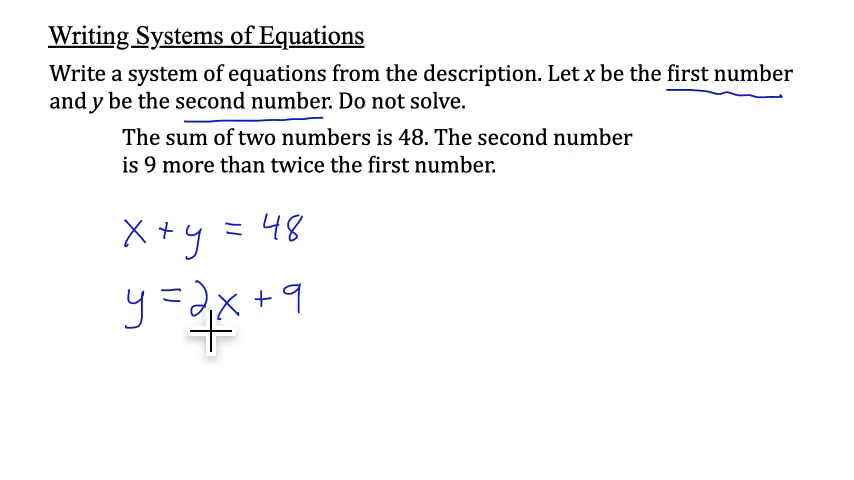 Writing Systems of Equations
Write a system of equations from the description. Let x be the first number
and y be the second number. Do not solve.
The sum of two numbers is 48. The second number
is 9 more than twice the first number.
x + y = 48
y = 2x + 9